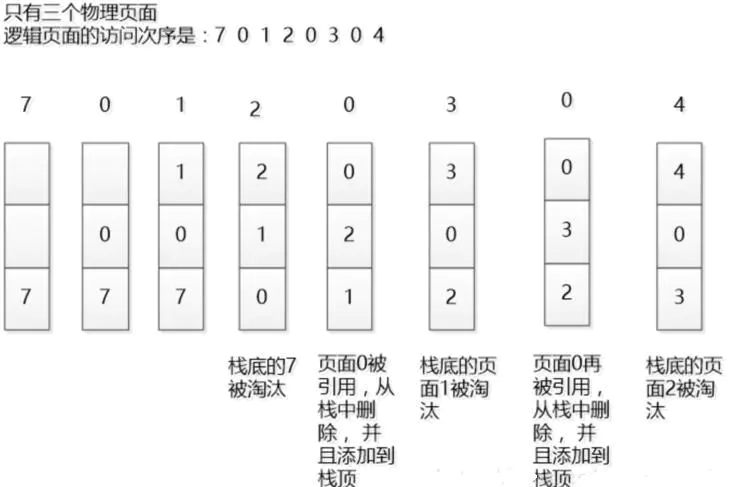 只有三个物理页面
逻辑页面的访问次序是：7 0 1 2 0 3 0 4
7 0 1 2 0 3 0 4
1 2 0 3 0 4
0 0 1 2 0 3 0
7 7 7 0 1 2 2 3
栈底的7
被淘汰
页面0被
引用，从
栈中删
除，并
且添加到
栈顶
栈底的页
面1被淘
汰
页面0再
被引用，
从栈中删
除，并
且添加到
栈顶
栈底的页
面2被淘
汰